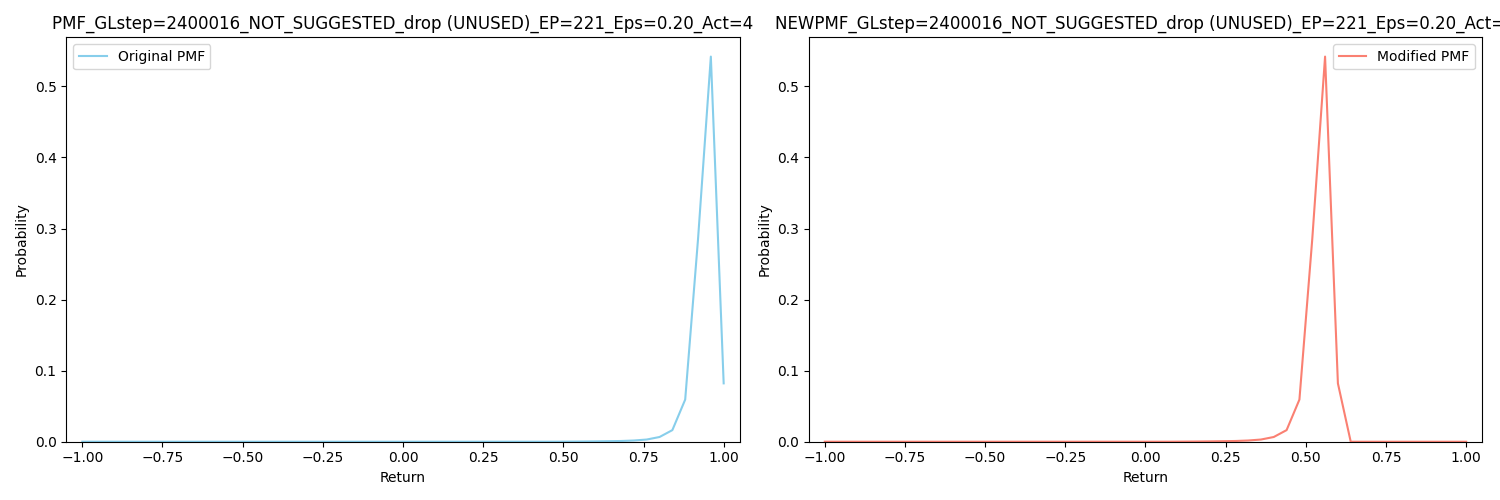 PMF_GLstep=2400016_NOT_SUGGESTED_drop (UNUSED)_EP=221_Eps=0.20_Act=4
Original PMF
0.5
0.4
0.3
0.2
0.1
0.0
Probability
−1.00 −0.75 −0.50 −0.25 0.00 0.25 0.50 0.75 1.00
Return
NEWPMF_GLstep=2400016_NOT_SUGGESTED_drop (UNUSED)_EP=221_Eps=0.20_Act=
Modified PMF
0.5
0.4
0.3
0.2
0.1
0.0
Probability
−1.00 −0.75 −0.50 −0.25 0.00 0.25 0.50 0.75 1.00
Return